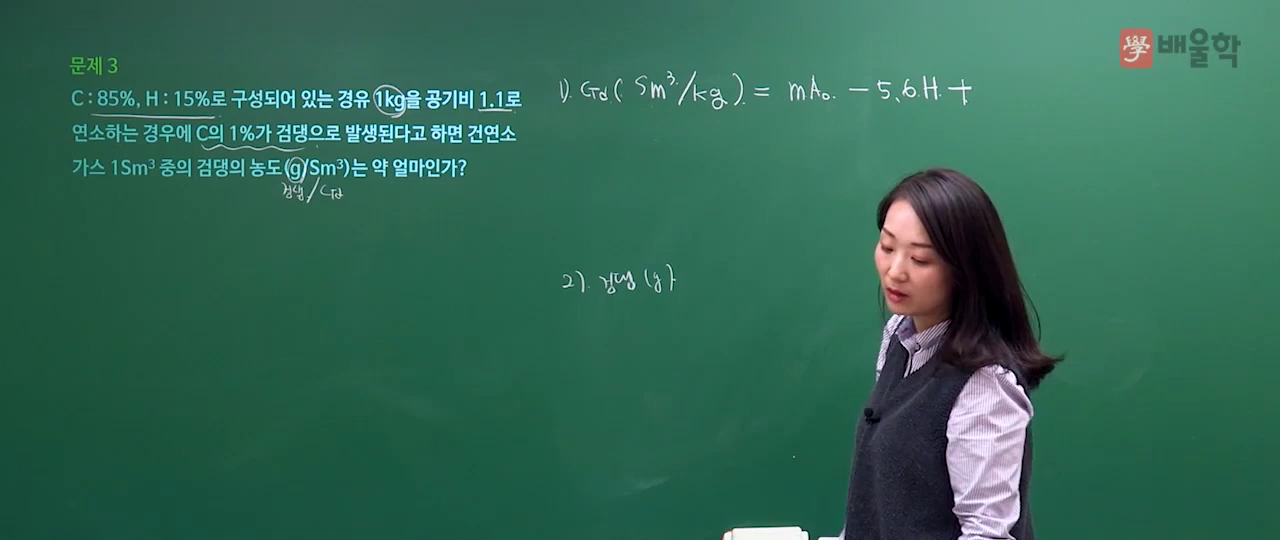 學 배울학
문제 3
C : 85%, H : 15%로 구성되어 있는 경유 1kg을 공기비 1.1로
연소하는 경우에 C의 1%가 검댕으로 발생된다고 하면 건연소
가스 1Sm³ 중의 검댕의 농도(g/Sm³)는 약 얼마인가?
검댕/Gd
1). Gd (Sm³/kg) = mA₀ - 5.6H +
2). 검댕 (g)